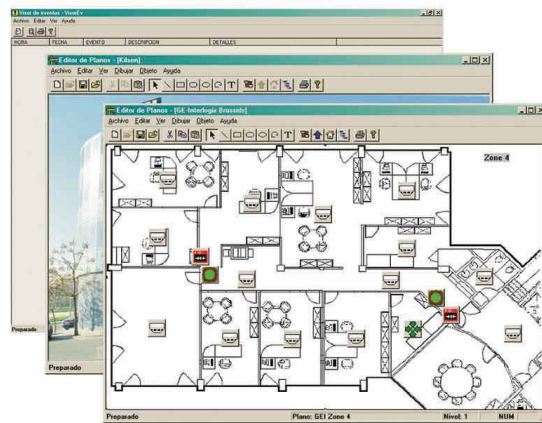 Visor de eventos - ViserEv
Archivo Editar Ver Ayuda
HORA FECHA EVENTO DESCRIPCION DETALLES
Editor de Planos - [Kilsen]
Archivo Editar Ver Dibujar Objeto Ayuda
Editor de Planos - [GE-Interlogix Brussels]
Archivo Editar Ver Dibujar Objeto Ayuda
Zone 4
Preparado
Preparado
Preparado Plano: GEI Zone 4 Nivel: 1 NUM